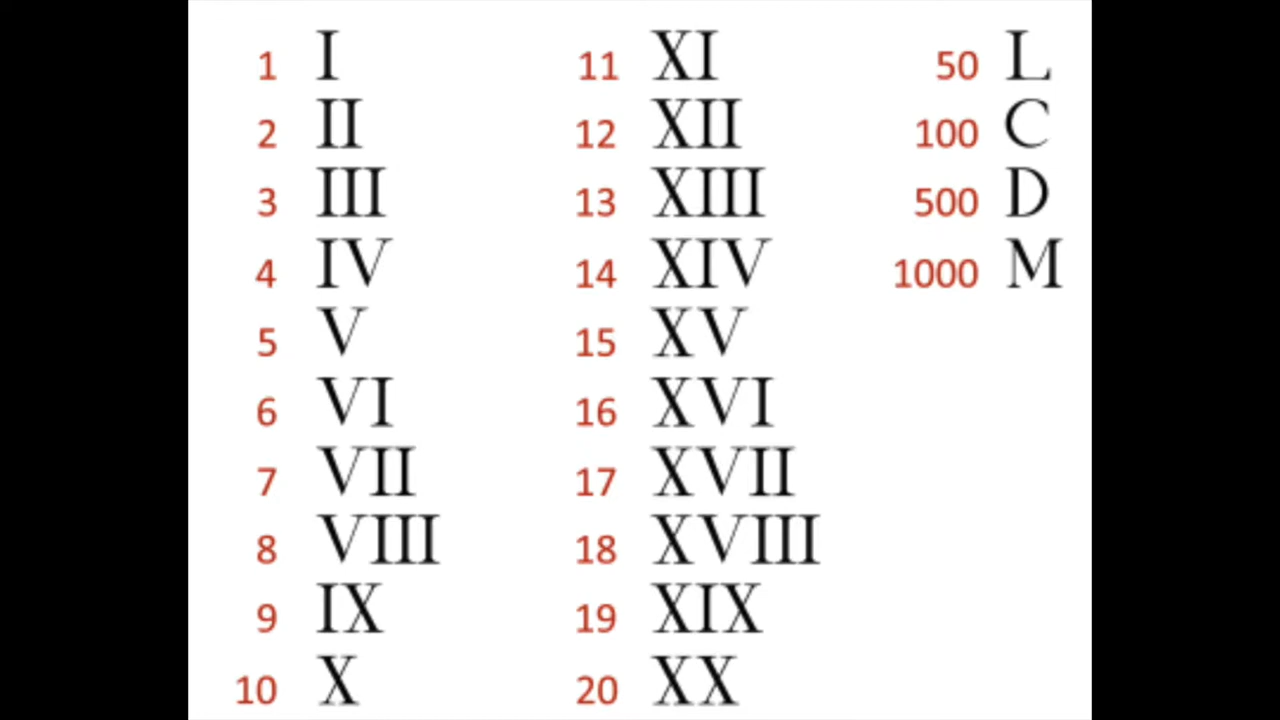 1 I 11 XI 50 L
2 II 12 XII 100 C
3 III 13 XIII 500 D
4 IV 14 XIV 1000 M
5 V 15 XV
6 VI 16 XVI
7 VII 17 XVII
8 VIII 18 XVIII
9 IX 19 XIX
10 X 20 XX